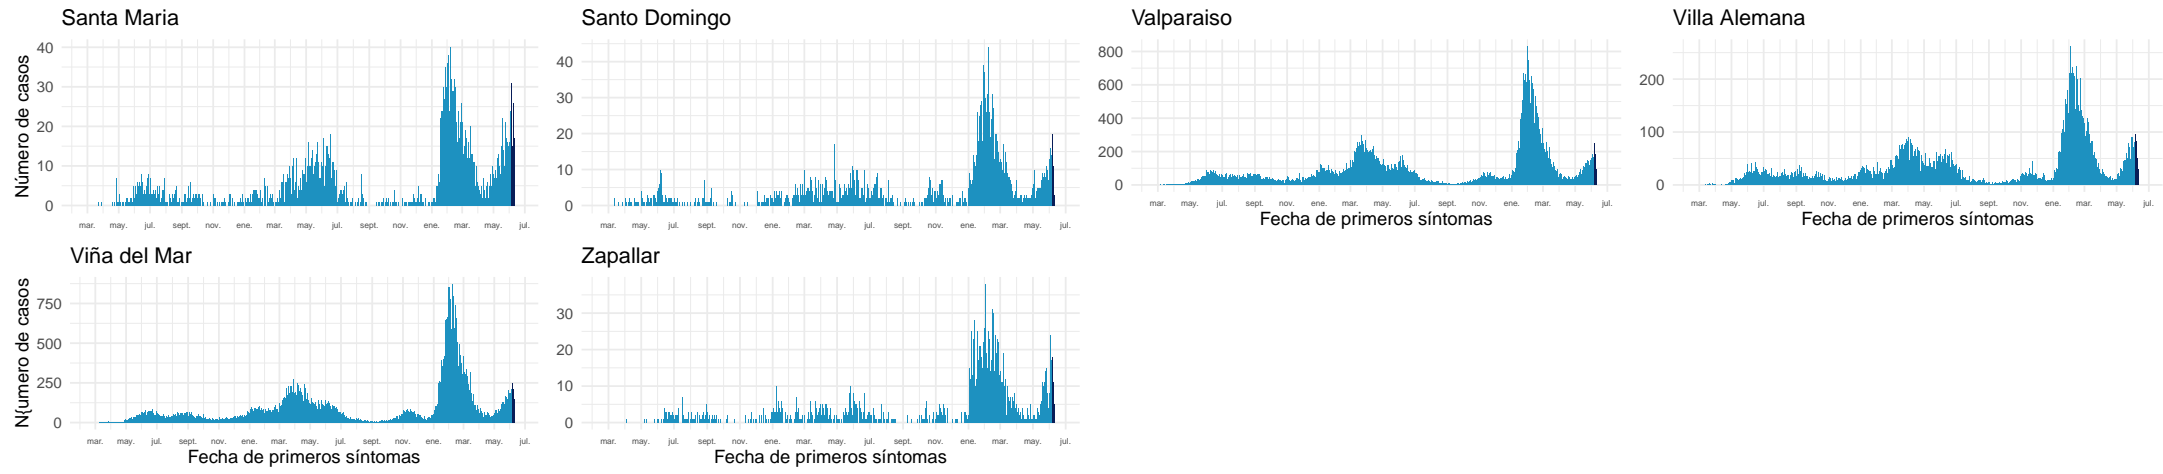 Santa Maria
Santo Domingo
Valparaiso
Villa Alemana
Número de casos
40
30
20
10
0
mar. may. jul. sept. nov. ene. mar. may. jul. sept. nov. ene. mar. may. jul.
40
30
20
10
0
mar. may. jul. sept. nov. ene. mar. may. jul. sept. nov. ene. mar. may. jul.
800
600
400
200
0
mar. may. jul. sept. nov. ene. mar. may. jul. sept. nov. ene. mar. may. jul.
Fecha de primeros síntomas
200
100
0
mar. may. jul. sept. nov. ene. mar. may. jul. sept. nov. ene. mar. may. jul.
Fecha de primeros síntomas
Viña del Mar
Zapallar
N{umero de casos
750
500
250
0
mar. may. jul. sept. nov. ene. mar. may. jul. sept. nov. ene. mar. may. jul.
Fecha de primeros síntomas
30
20
10
0
mar. may. jul. sept. nov. ene. mar. may. jul. sept. nov. ene. mar. may. jul.
Fecha de primeros síntomas